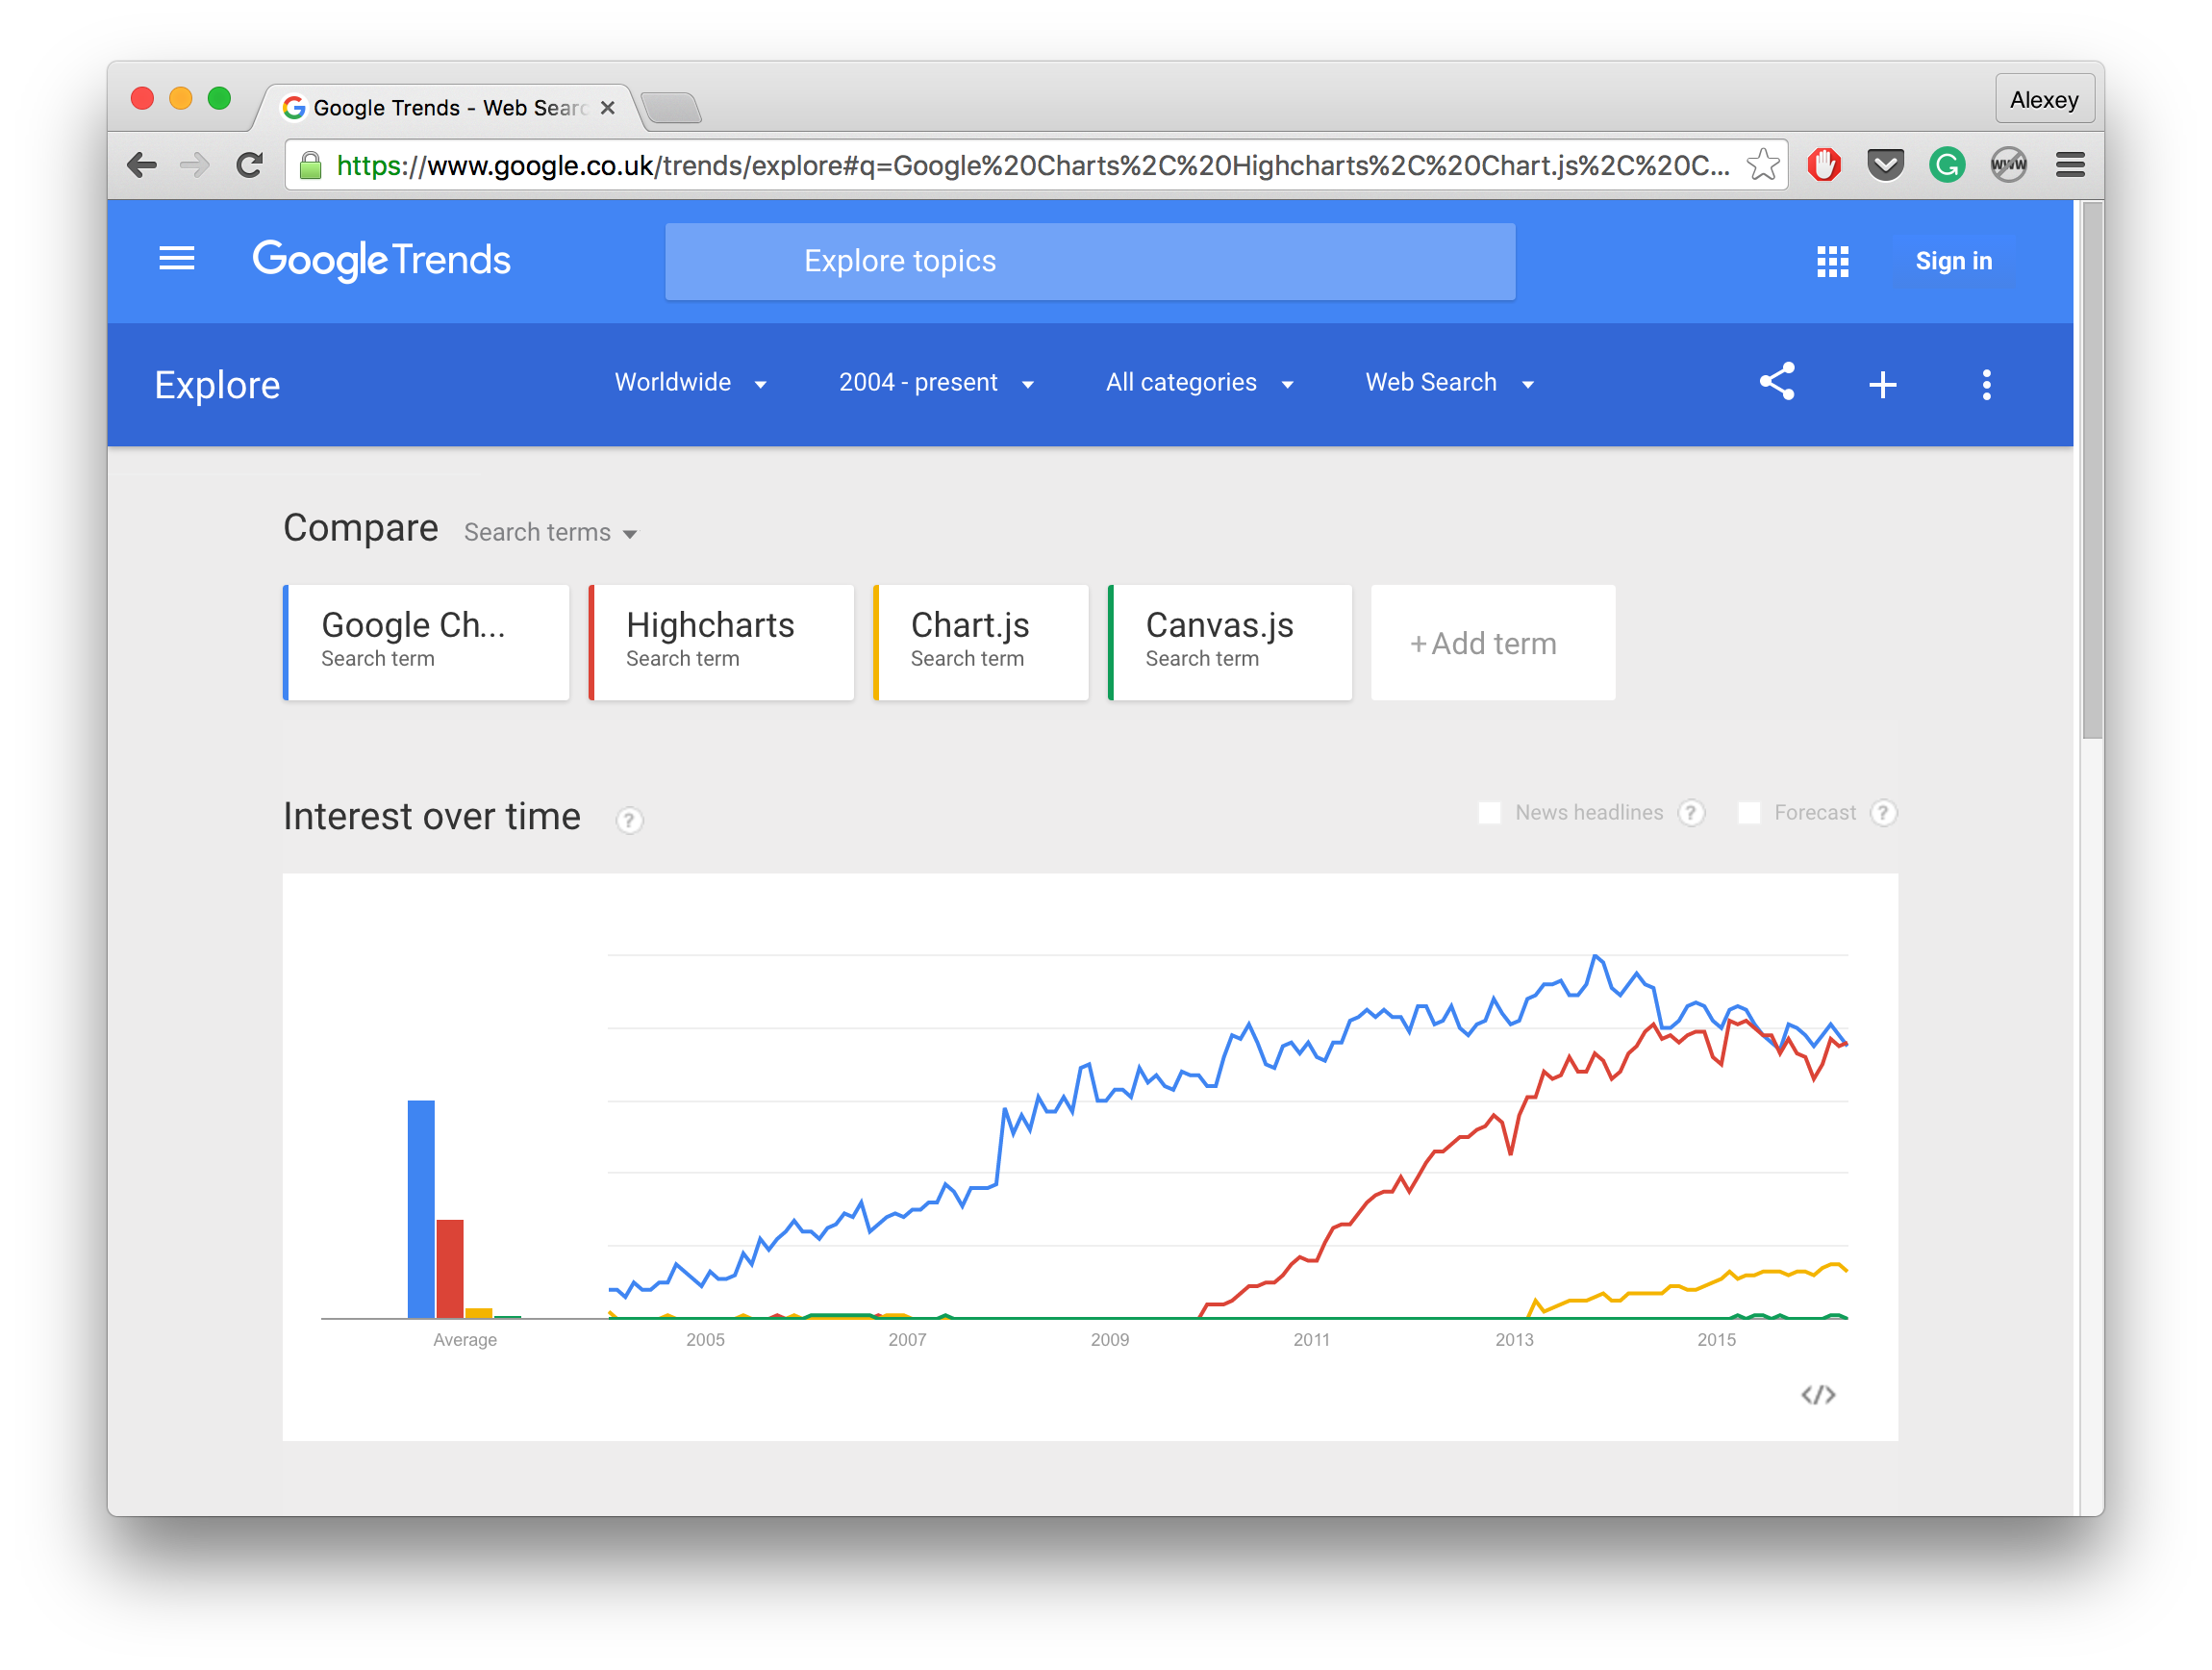 Google Trends - Web Searc
Alexey
https://www.google.co.uk/trends/explore#q=Google%20Charts%2C%20Highcharts%2C%20Chart.js%2C%20C...
WWW
Google Trends
Explore topics
Sign in
Explore
Worldwide
2004 - present
All categories
Web Search
Compare
Search terms
Google Ch...
Search term
Highcharts
Search term
Chart.js
Search term
Canvas.js
Search term
+Add term
Interest over time
?
News headlines
?
Forecast
?
Average
2005
2007
2009
2011
2013
2015